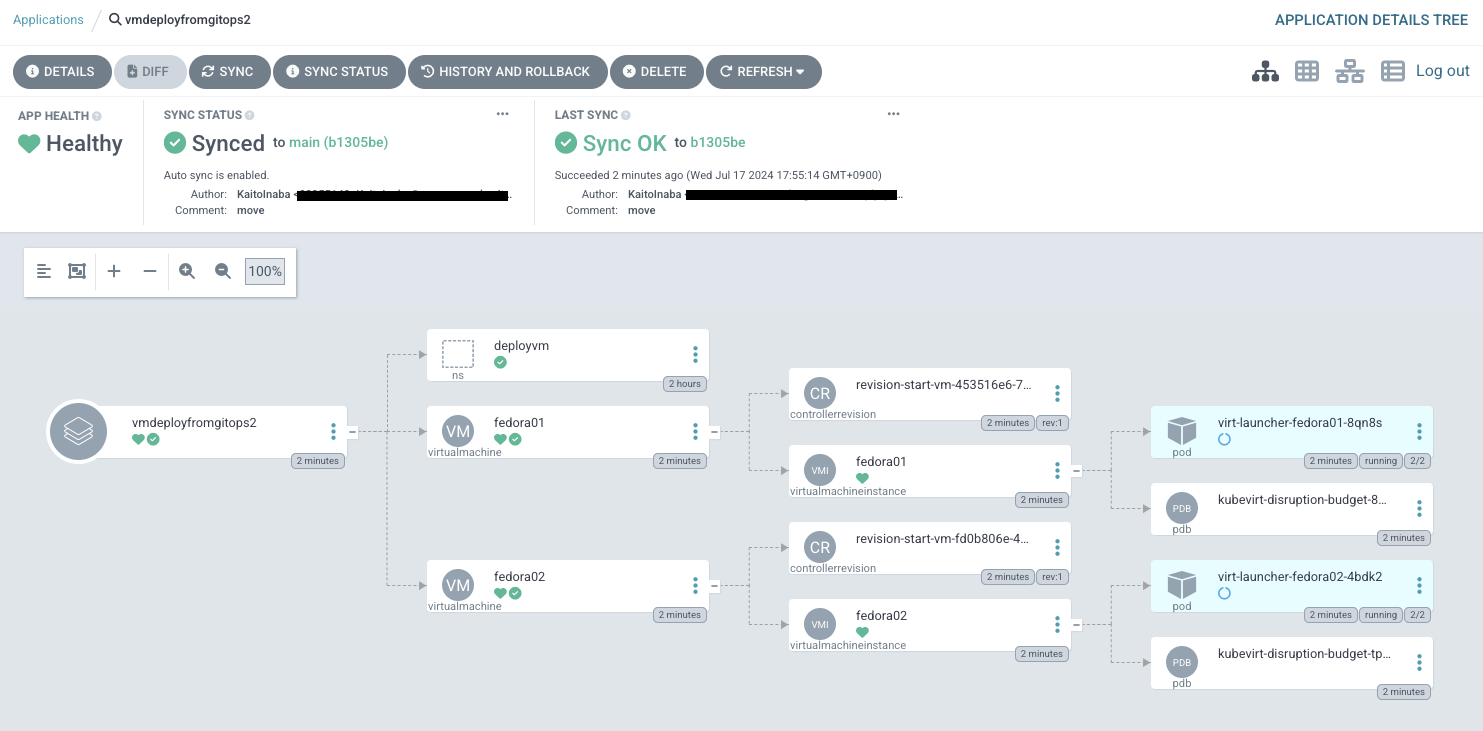 Applications / vmdeployfromgitops2
APPLICATION DETAILS TREE
DETAILS DIFF SYNC SYNC STATUS HISTORY AND ROLLBACK DELETE REFRESH
Log out
APP HEALTH
Healthy
SYNC STATUS
Synced to main (b1305be)
Auto sync is enabled.
Author: KaitoInaba
Comment: move
LAST SYNC
Sync OK to b1305be
Succeeded 2 minutes ago (Wed Jul 17 2024 17:55:14 GMT+0900)
Author: KaitoInaba
Comment: move
100%
vmdeployfromgitops2
2 minutes
deployvm
ns
2 hours
VM
fedora01
virtualmachine
2 minutes
VM
fedora02
virtualmachine
2 minutes
CR
revision-start-vm-453516e6-7...
controllerrevision
2 minutes rev:1
VMI
fedora01
virtualmachineinstance
2 minutes
CR
revision-start-vm-fd0b806e-4...
controllerrevision
2 minutes rev:1
VMI
fedora02
virtualmachineinstance
2 minutes
virt-launcher-fedora01-8qn8s
pod
2 minutes running 2/2
PDB
kubevirt-disruption-budget-8...
pdb
2 minutes
virt-launcher-fedora02-4bdk2
pod
2 minutes running 2/2
PDB
kubevirt-disruption-budget-tp...
pdb
2 minutes